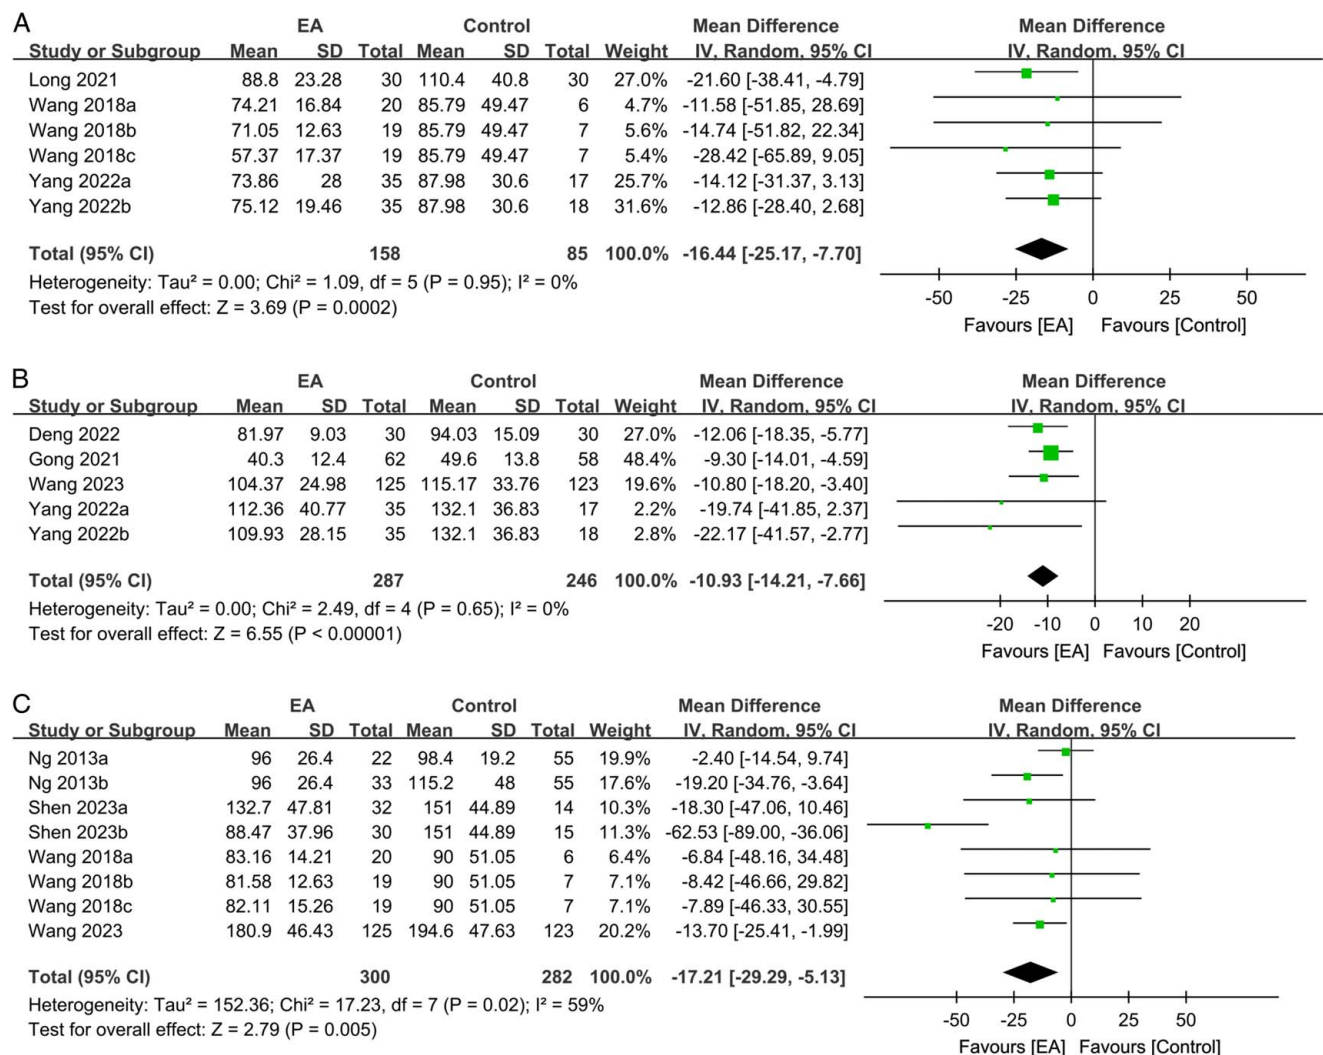 A
EA Control Mean Difference Mean Difference
Study or Subgroup Mean SD Total Mean SD Total Weight IV, Random, 95% CI IV, Random, 95% CI
Long 2021 88.8 23.28 30 110.4 40.8 30 27.0% -21.60 [-38.41, -4.79]
Wang 2018a 74.21 16.84 20 85.79 49.47 6 4.7% -11.58 [-51.85, 28.69]
Wang 2018b 71.05 12.63 19 85.79 49.47 7 5.6% -14.74 [-51.82, 22.34]
Wang 2018c 57.37 17.37 19 85.79 49.47 7 5.4% -28.42 [-65.89, 9.05]
Yang 2022a 73.86 28 35 87.98 30.6 17 25.7% -14.12 [-31.37, 3.13]
Yang 2022b 75.12 19.46 35 87.98 30.6 18 31.6% -12.86 [-28.40, 2.68]
Total (95% CI) 158 85 100.0% -16.44 [-25.17, -7.70]
Heterogeneity: Tau² = 0.00; Chi² = 1.09, df = 5 (P = 0.95); I² = 0%
Test for overall effect: Z = 3.69 (P = 0.0002)
-50 -25 0 25 50
Favours [EA] Favours [Control]
B
EA Control Mean Difference Mean Difference
Study or Subgroup Mean SD Total Mean SD Total Weight IV, Random, 95% CI IV, Random, 95% CI
Deng 2022 81.97 9.03 30 94.03 15.09 30 27.0% -12.06 [-18.35, -5.77]
Gong 2021 40.3 12.4 62 49.6 13.8 58 48.4% -9.30 [-14.01, -4.59]
Wang 2023 104.37 24.98 125 115.17 33.76 123 19.6% -10.80 [-18.20, -3.40]
Yang 2022a 112.36 40.77 35 132.1 36.83 17 2.2% -19.74 [-41.85, 2.37]
Yang 2022b 109.93 28.15 35 132.1 36.83 18 2.8% -22.17 [-41.57, -2.77]
Total (95% CI) 287 246 100.0% -10.93 [-14.21, -7.66]
Heterogeneity: Tau² = 0.00; Chi² = 2.49, df = 4 (P = 0.65); I² = 0%
Test for overall effect: Z = 6.55 (P < 0.00001)
-20 -10 0 10 20
Favours [EA] Favours [Control]
C
EA Control Mean Difference Mean Difference
Study or Subgroup Mean SD Total Mean SD Total Weight IV, Random, 95% CI IV, Random, 95% CI
Ng 2013a 96 26.4 22 98.4 19.2 55 19.9% -2.40 [-14.54, 9.74]
Ng 2013b 96 26.4 33 115.2 48 55 17.6% -19.20 [-34.76, -3.64]
Shen 2023a 132.7 47.81 32 151 44.89 14 10.3% -18.30 [-47.06, 10.46]
Shen 2023b 88.47 37.96 30 151 44.89 15 11.3% -62.53 [-89.00, -36.06]
Wang 2018a 83.16 14.21 20 90 51.05 6 6.4% -6.84 [-48.16, 34.48]
Wang 2018b 81.58 12.63 19 90 51.05 7 7.1% -8.42 [-46.66, 29.82]
Wang 2018c 82.11 15.26 19 90 51.05 7 7.1% -7.89 [-46.33, 30.55]
Wang 2023 180.9 46.43 125 194.6 47.63 123 20.2% -13.70 [-25.41, -1.99]
Total (95% CI) 300 282 100.0% -17.21 [-29.29, -5.13]
Heterogeneity: Tau² = 152.36; Chi² = 17.23, df = 7 (P = 0.02); I² = 59%
Test for overall effect: Z = 2.79 (P = 0.005)
-50 -25 0 25 50
Favours [EA] Favours [Control]